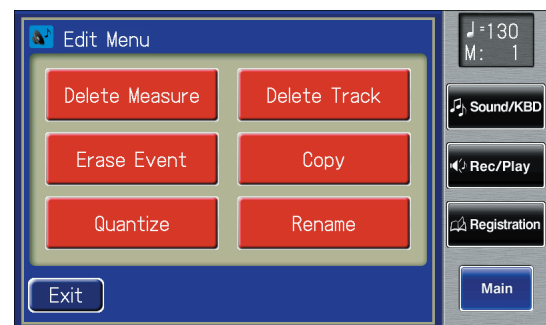 Edit Menu
Delete Measure
Delete Track
Erase Event
Copy
Quantize
Rename
Exit
♩=130
M: 1
Sound/KBD
Rec/Play
Registration
Main